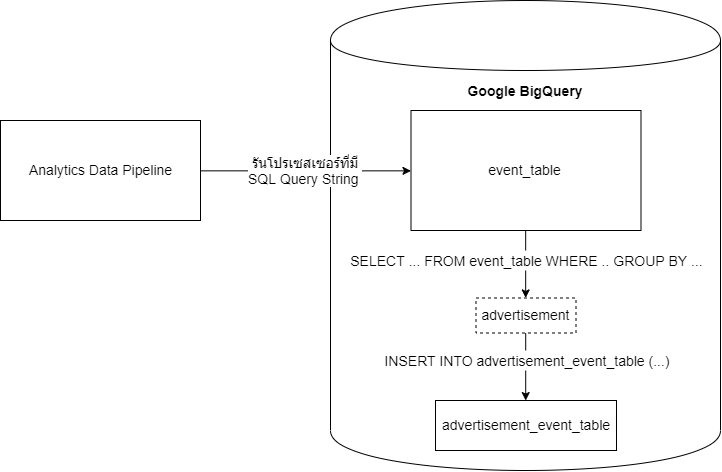 Google BigQuery
Analytics Data Pipeline
รันโปรเซสเซอร์ที่มี
SQL Query String
event_table
SELECT ... FROM event_table WHERE .. GROUP BY ...
advertisement
INSERT INTO advertisement_event_table (...)
advertisement_event_table